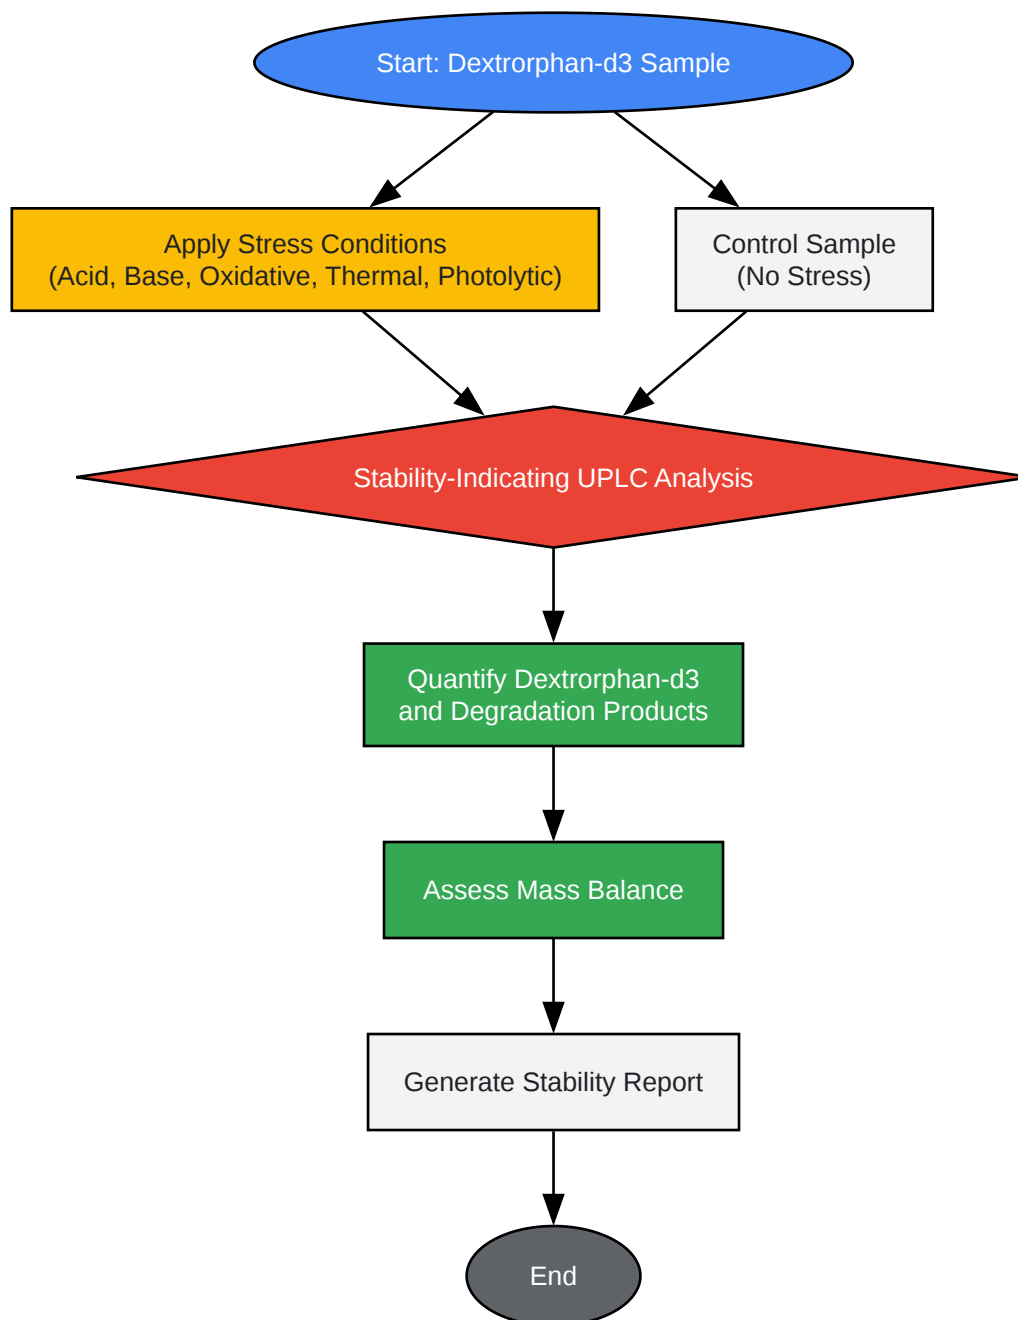 Start: Dextrorphan-d3 Sample
Apply Stress Conditions
(Acid, Base, Oxidative, Thermal, Photolytic)
Control Sample
(No Stress)
Stability-Indicating UPLC Analysis
Quantify Dextrorphan-d3
and Degradation Products
Assess Mass Balance
Generate Stability Report
End